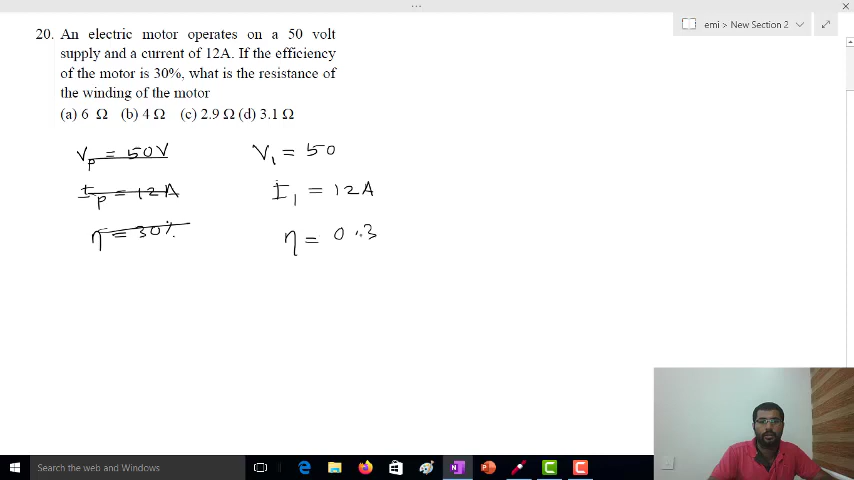 emi > New Section 2
20. An electric motor operates on a 50 volt
supply and a current of 12A. If the efficiency
of the motor is 30%, what is the resistance of
the winding of the motor
(a) 6 Ω (b) 4 Ω (c) 2.9 Ω (d) 3.1 Ω
Vp = 50V
V1 = 50
Ip = 12A
I1 = 12A
η = 30%
η = 0.3
Search the web and Windows